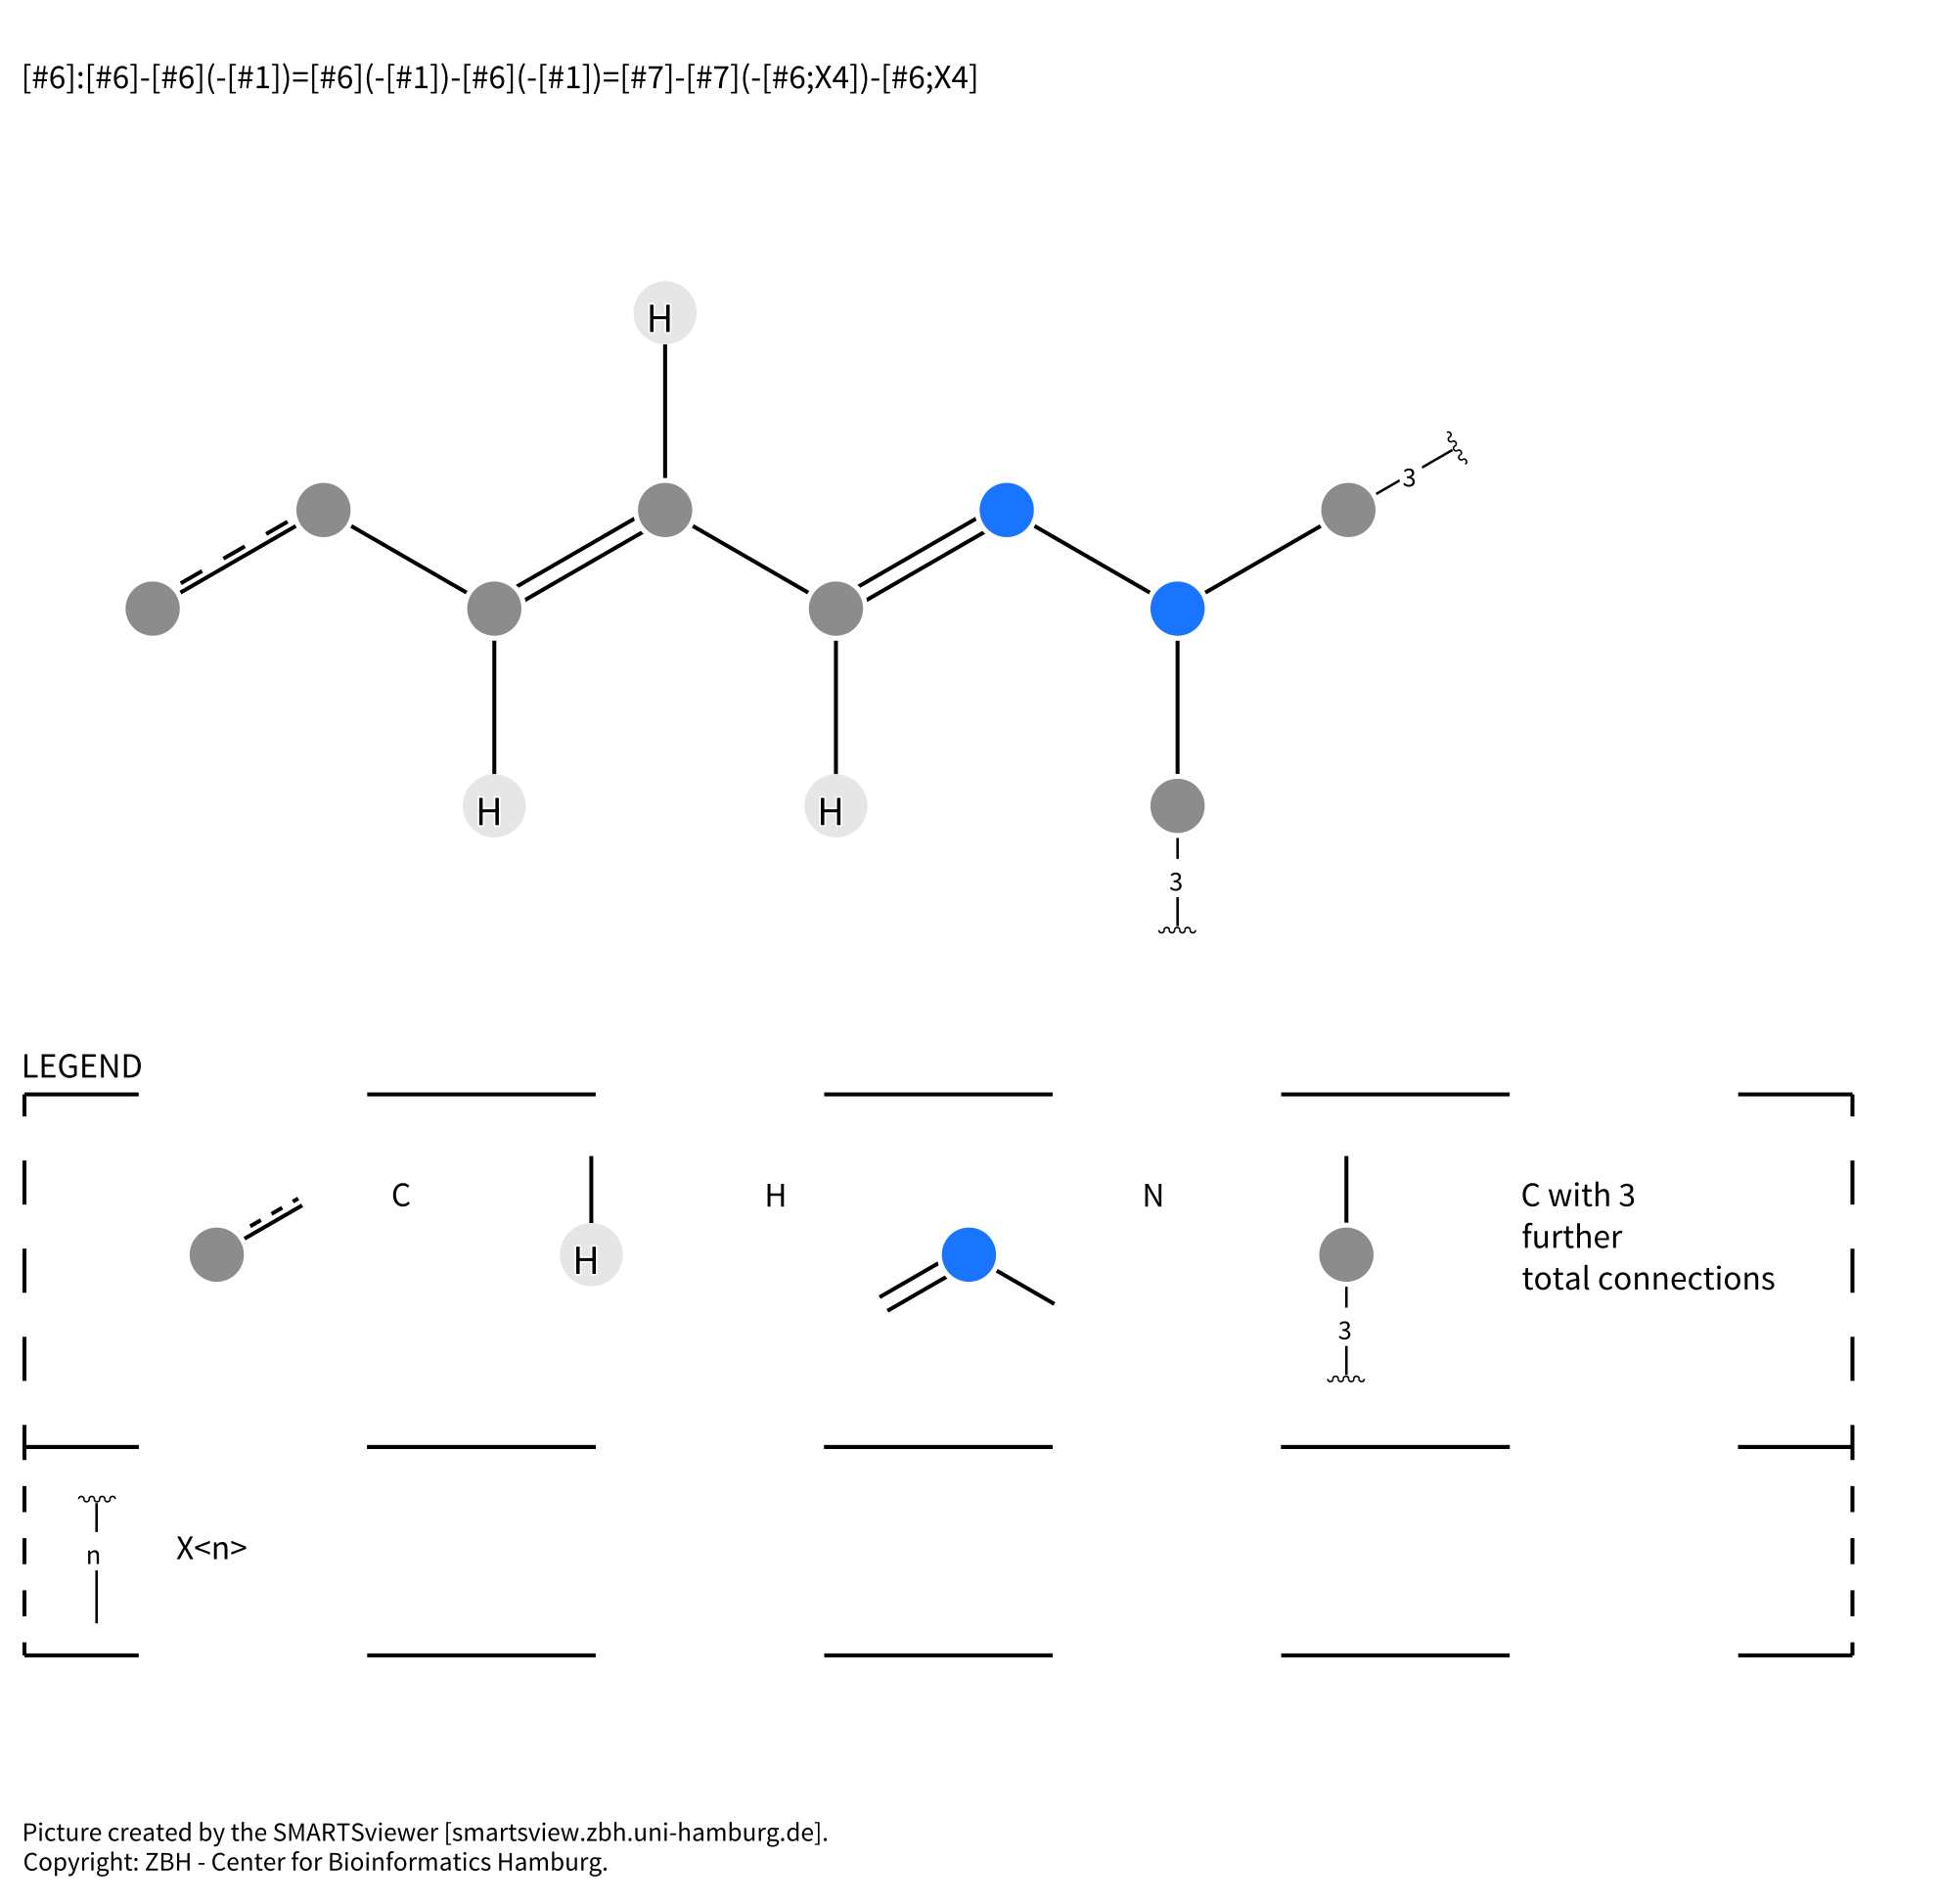 [#6]:[#6]-[#6](-[#1])=[#6](-[#1])-[#6](-[#1])=[#7]-[#7](-[#6;X4])-[#6;X4]
H
3
H
H
3
LEGEND
C
H
H
N
C with 3
further
total connections
3
n
X<n>
Picture created by the SMARTSviewer [smartsview.zbh.uni-hamburg.de].
Copyright: ZBH - Center for Bioinformatics Hamburg.